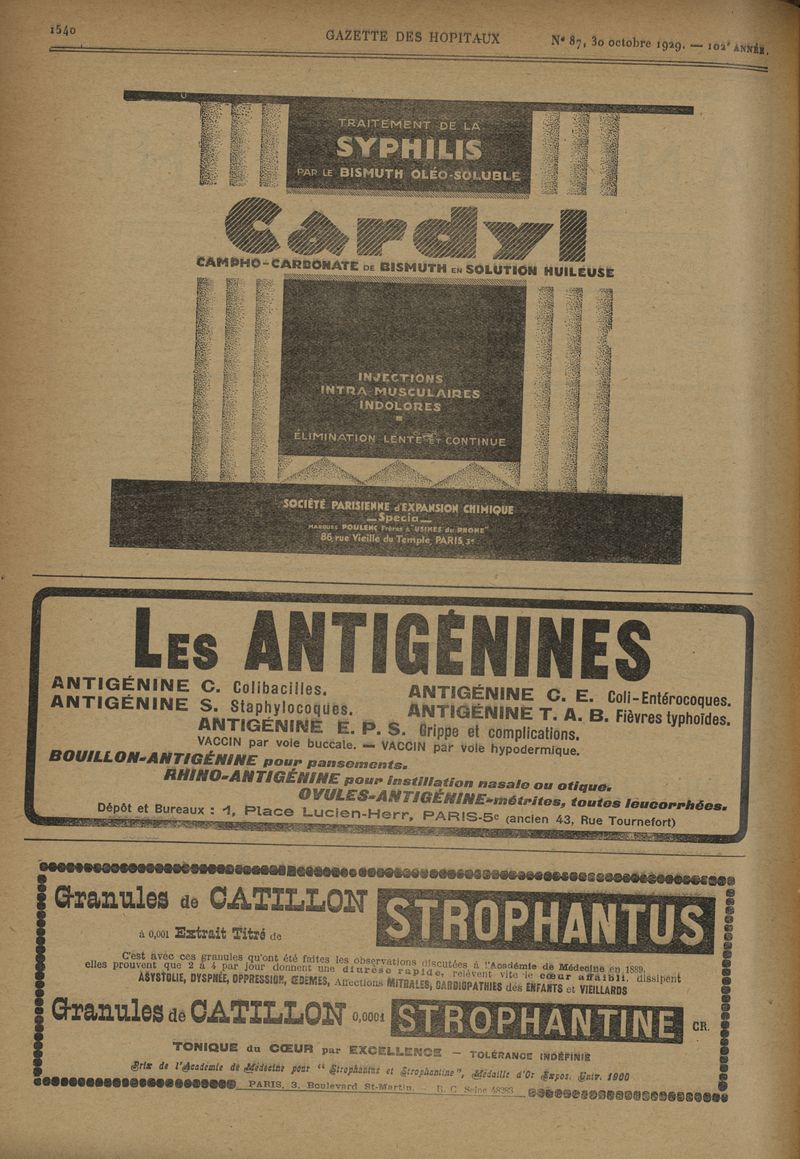 1540
GAZETTE DES HOPITAUX
N° 87, 30 octobre 1929. — 102e ANNÉE.
TRAITEMENT DE LA
SYPHILIS
PAR LE BISMUTH OLÉO-SOLUBLE
Cardyl
CAMPHO-CARBONATE DE BISMUTH EN SOLUTION HUILEUSE
INJECTIONS
INTRA MUSCULAIRES
INDOLORES
ÉLIMINATION LENTE ET CONTINUE
SOCIÉTÉ PARISIENNE d'EXPANSION CHIMIQUE
—Specia—
MARQUES POULENC Frères & "USINES du RHONE"
86, rue Vieille du Temple, PARIS, 3e
LES ANTIGÉNINES
ANTIGÉNINE C. Colibacilles.
ANTIGÉNINE C. E. Coli-Entérocoques.
ANTIGÉNINE S. Staphylocoques.
ANTIGÉNINE T. A. B. Fièvres typhoïdes.
ANTIGÉNINE E. P. S. Grippe et complications.
VACCIN par voie buccale. — VACCIN par voie hypodermique.
BOUILLON-ANTIGÉNINE pour pansements.
RHINO-ANTIGÉNINE pour instillation nasale ou otique.
OVULES-ANTIGÉNINE-métrites, toutes leucorrhées.
Dépôt et Bureaux : 1, Place Lucien-Herr, PARIS-5e (ancien 43, Rue Tournefort)
Granules de CATILLON STROPHANTUS
à 0,001 Extrait Titré de
C'est avec ces granules qu'ont été faites les observations discutées à l'Académie de Médecine en 1889,
elles prouvent que 2 à 4 par jour donnent une diurèse rapide, relèvent vite le cœur affaibli, dissipent
ASYSTOLIE, DYSPNÉE, OPPRESSION, ŒDÈMES, Affections MITRALES, CARDIOPATHIES des ENFANTS et VIEILLARDS
Granules de CATILLON 0,0001 STROPHANTINE CR.
TONIQUE du CŒUR par EXCELLENCE — TOLÉRANCE INDÉFINIE
Prix de l'Académie de Médecine pour "Strophantus et Strophantine", Médaille d'Or Expos. Univ. 1900
PARIS, 3, Boulevard St-Martin. R. C. Seine 48283